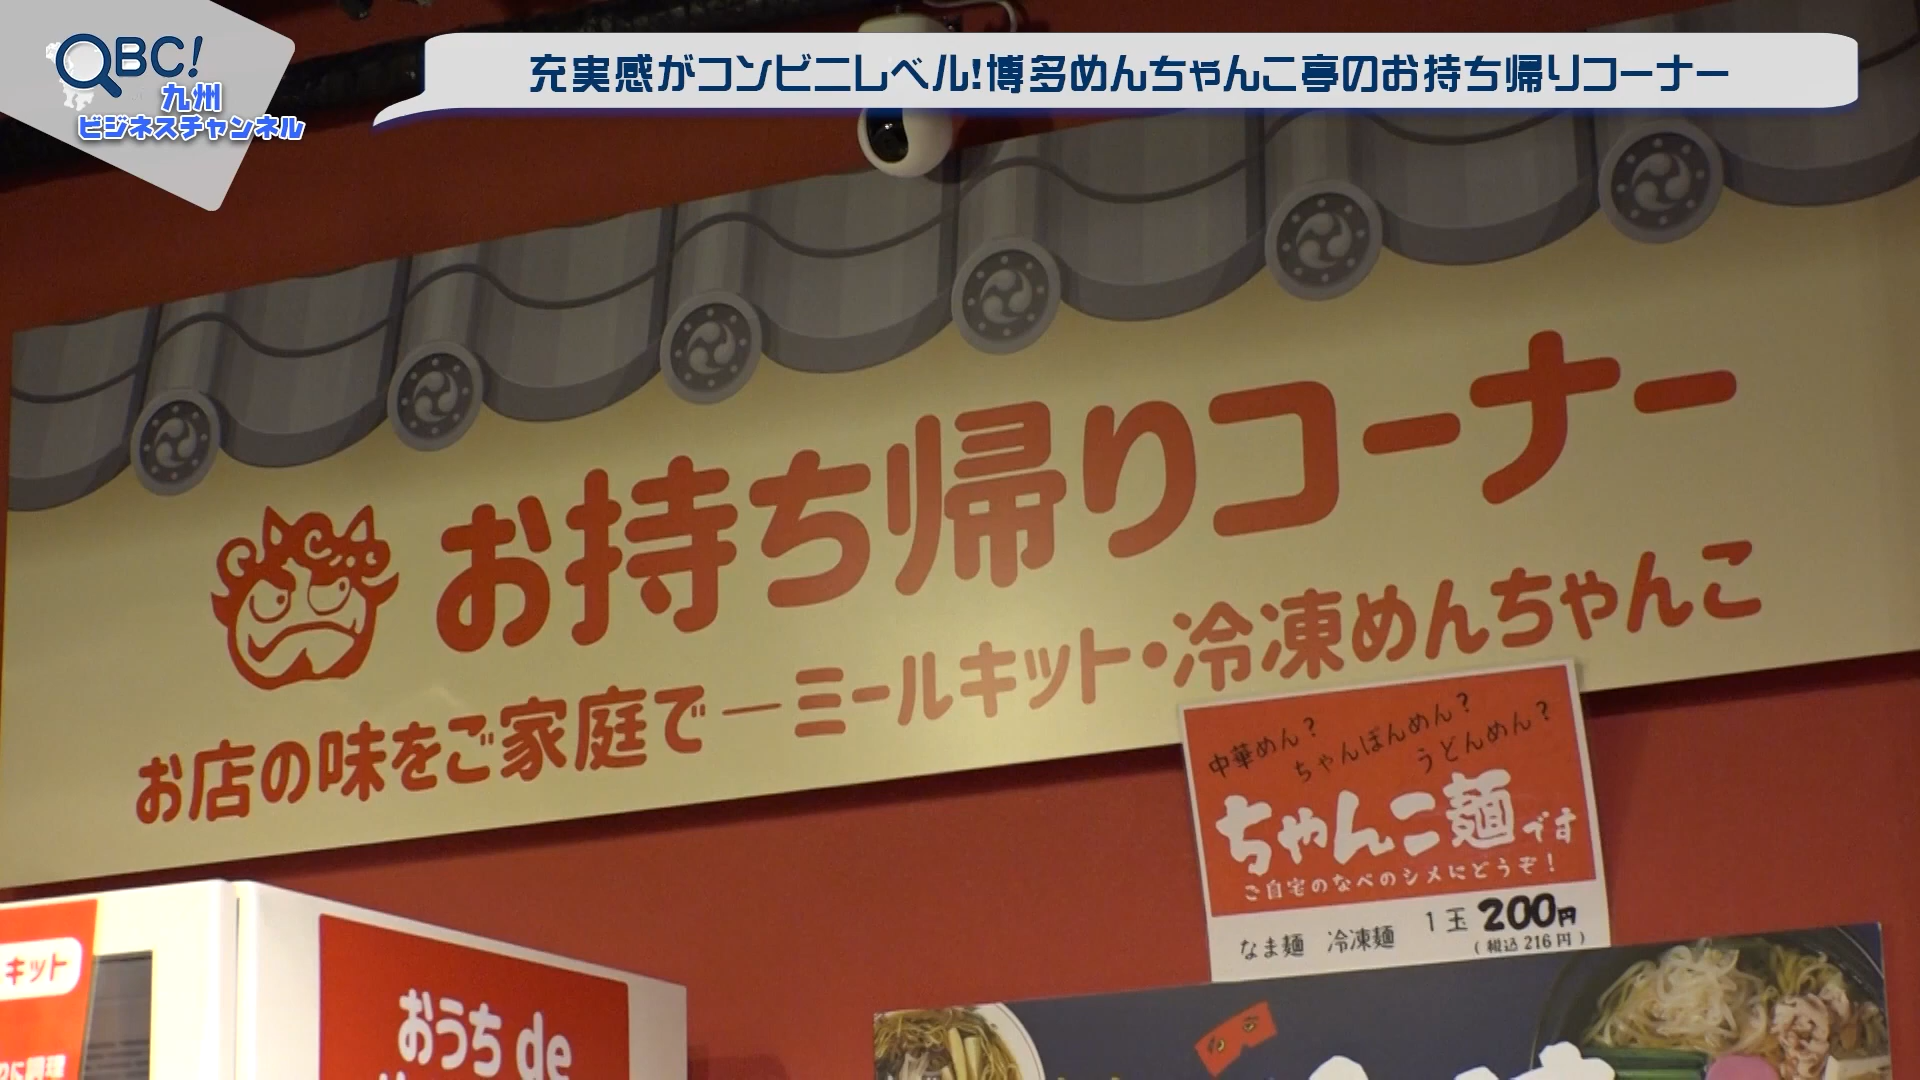 QBC!
九州
ビジネスチャンネル
充実感がコンビニレベル!博多めんちゃんこ亭のお持ち帰りコーナー
お持ち帰りコーナー
お店の味をご家庭で―ミールキット・冷凍めんちゃんこ
中華めん?
ちゃんぽんめん?
うどんめん?
ちゃんこ麺です
ご自宅のなべのシメにどうぞ!
なま麺 冷凍麺 1玉 200円
(税込216円)
キット
に調理
おうち de